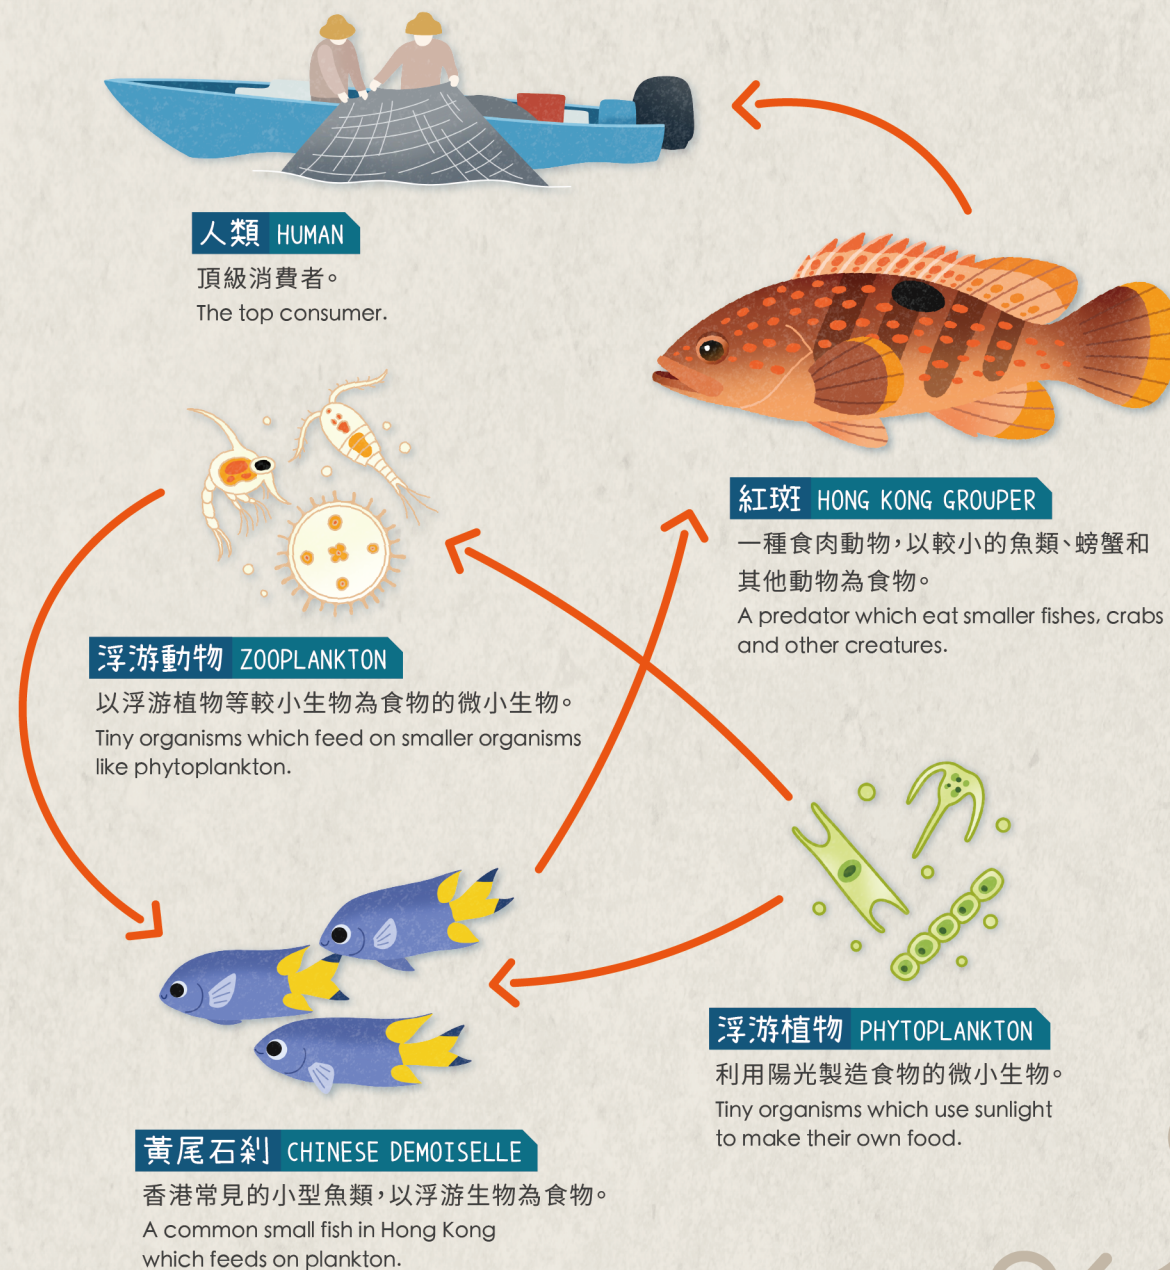 人類 HUMAN
頂級消費者。
The top consumer.
紅斑 HONG KONG GROUPER
一種食肉動物，以較小的魚類、螃蟹和
其他動物為食物。
A predator which eat smaller fishes, crabs
and other creatures.
浮游動物 ZOOPLANKTON
以浮游植物等較小生物為食物的微小生物。
Tiny organisms which feed on smaller organisms
like phytoplankton.
浮游植物 PHYTOPLANKTON
利用陽光製造食物的微小生物。
Tiny organisms which use sunlight
to make their own food.
黃尾石剎 CHINESE DEMOISELLE
香港常見的小型魚類，以浮游生物為食物。
A common small fish in Hong Kong
which feeds on plankton.